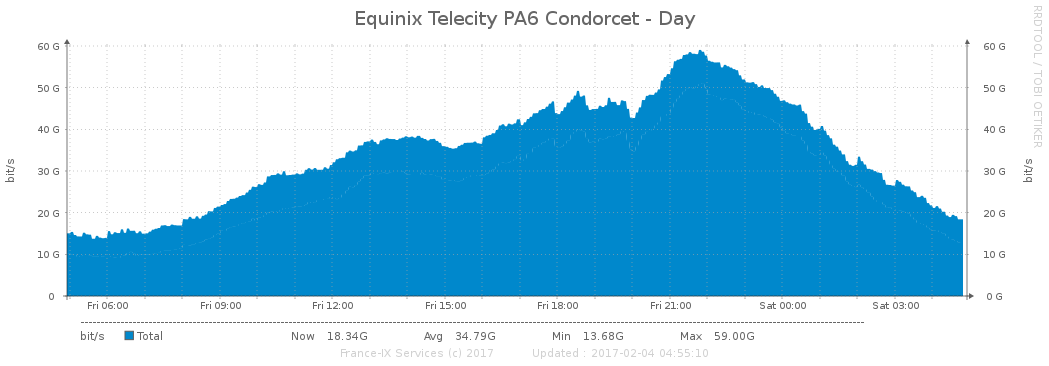 Equinix Telecity PA6 Condorcet - Day
RRDTOOL / TOBI OETIKER
60 G 60 G
50 G 50 G
40 G 40 G
30 G 30 G
20 G 20 G
10 G 10 G
0 0 G
bit/s bit/s
Fri 06:00 Fri 09:00 Fri 12:00 Fri 15:00 Fri 18:00 Fri 21:00 Sat 00:00 Sat 03:00
bit/s Total Now 18.34G Avg 34.79G Min 13.68G Max 59.00G
France-IX Services (c) 2017 Updated : 2017-02-04 04:55:10